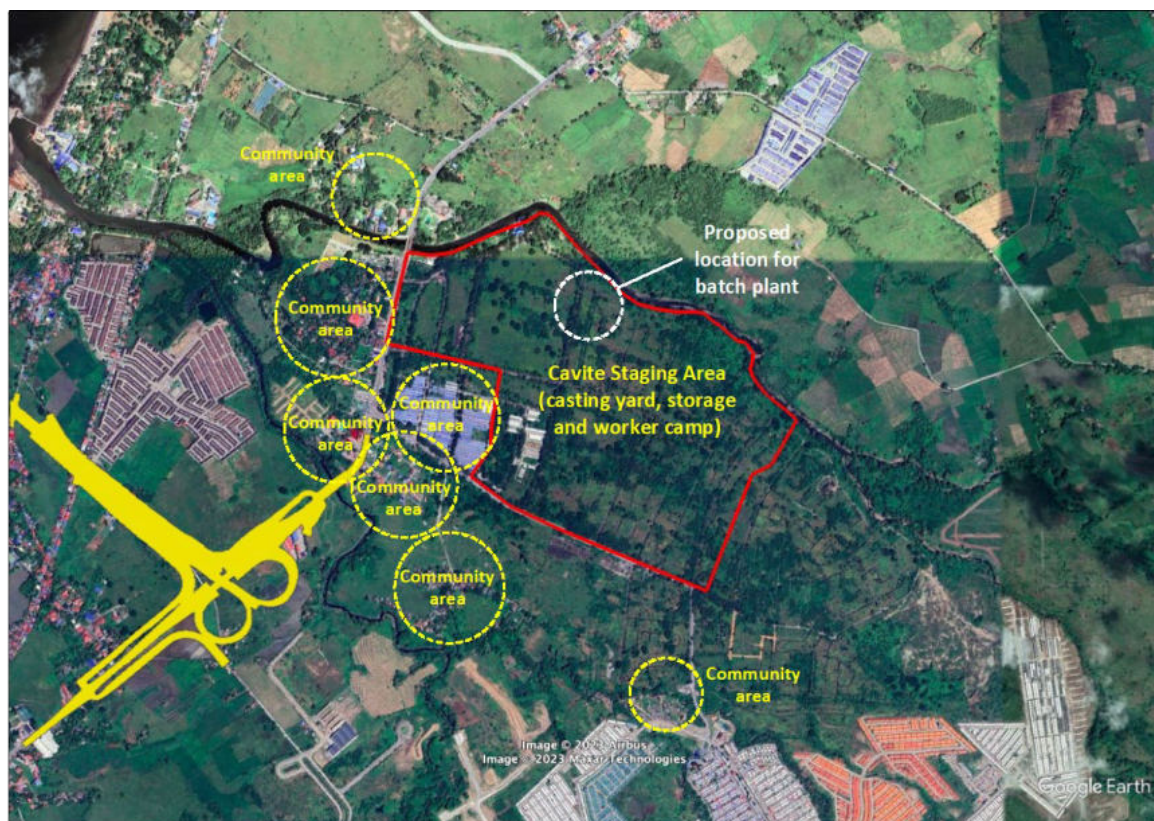 Community
area
Proposed
location for
batch plant
Community
area
Cavite Staging Area
(casting yard, storage
and worker camp)
Community
area
Community
area
Community
area
Community
area
Community
area
Image © 2023 Airbus
Image © 2023 Maxar Technologies
Google Earth